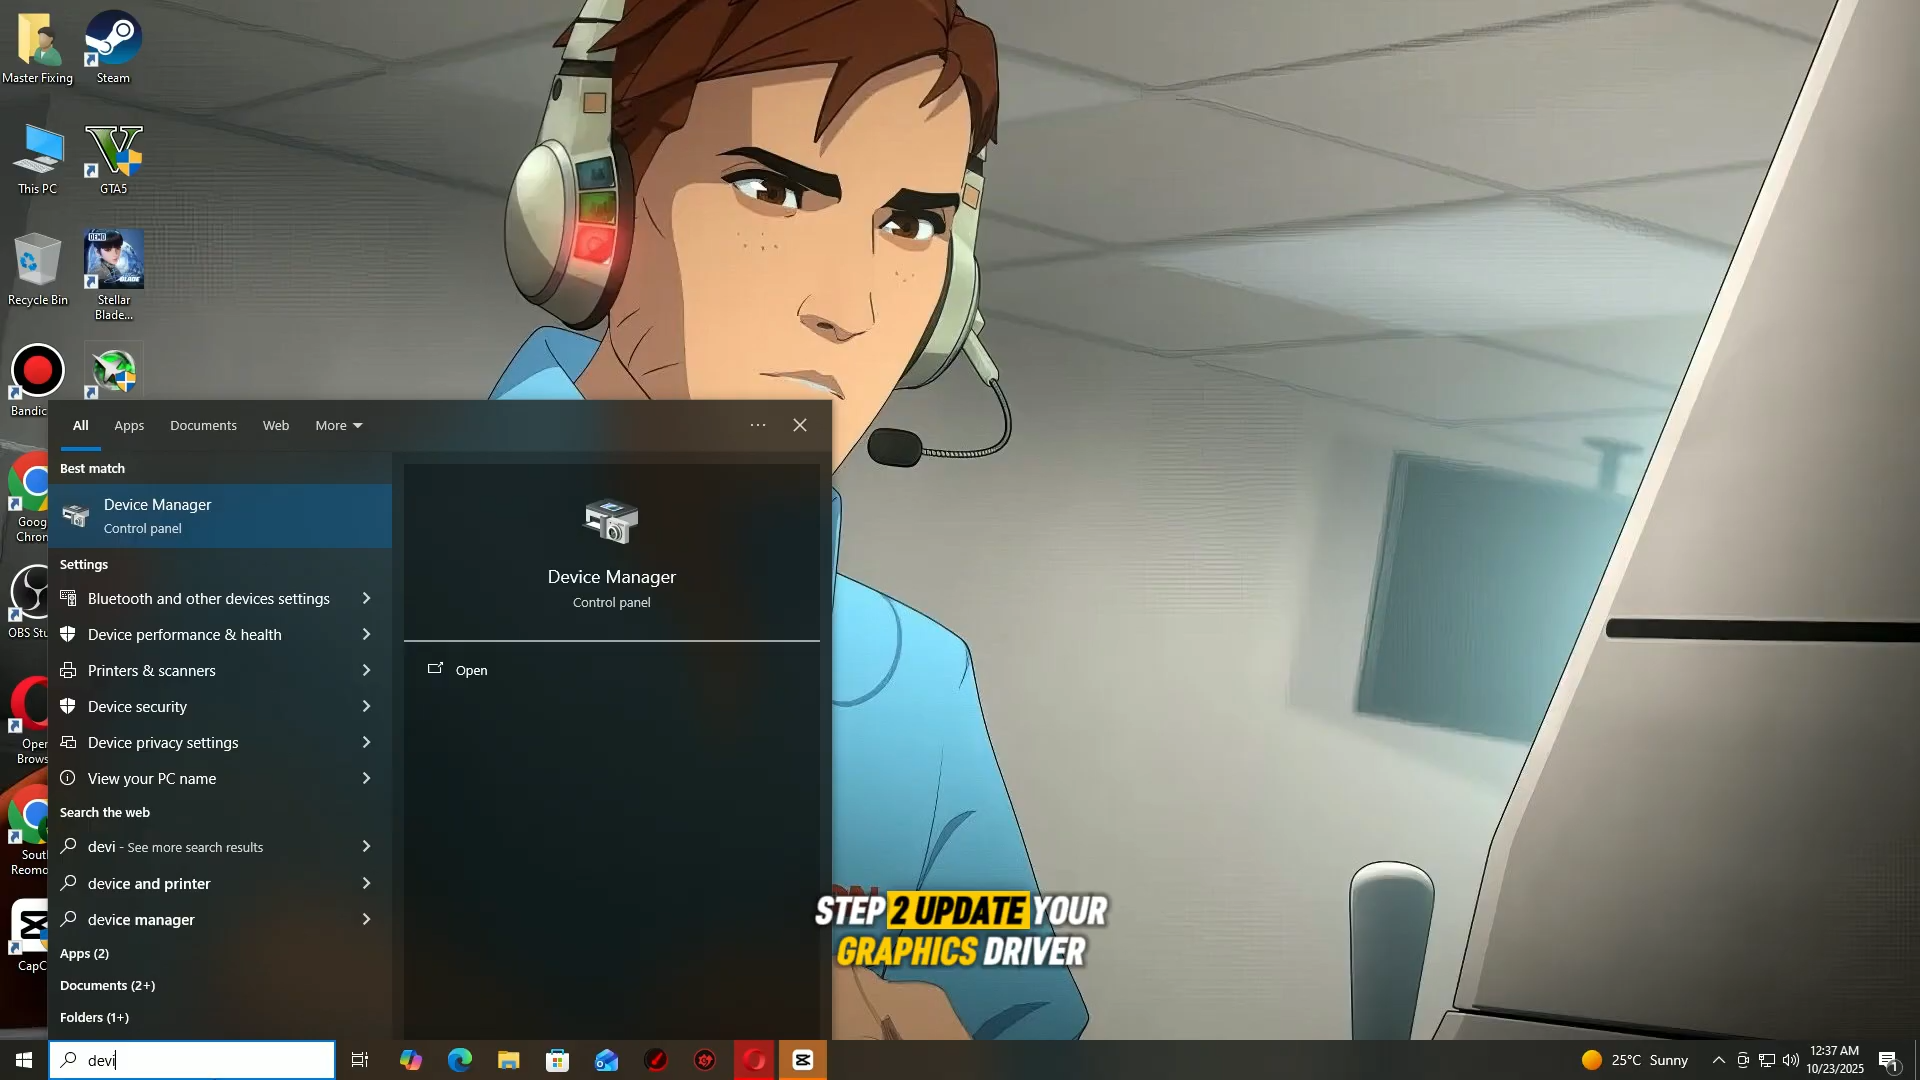 Master Fixing
Steam
This PC
GTA5
Recycle Bin
DEMO
BLADE
Stellar
Blade...
Bandic
Goog
Chron
OBS Stu
Oper
Brows
Sout
Reomo
CapC
All
Apps
Documents
Web
More
Best match
Device Manager
Control panel
Settings
Bluetooth and other devices settings
Device performance & health
Printers & scanners
Device security
Device privacy settings
View your PC name
Search the web
devi - See more search results
device and printer
device manager
Apps (2)
Documents (2+)
Folders (1+)
Device Manager
Control panel
Open
STEP 2 UPDATE YOUR
GRAPHICS DRIVER
devi
25°C Sunny
12:37 AM
10/23/2025
1